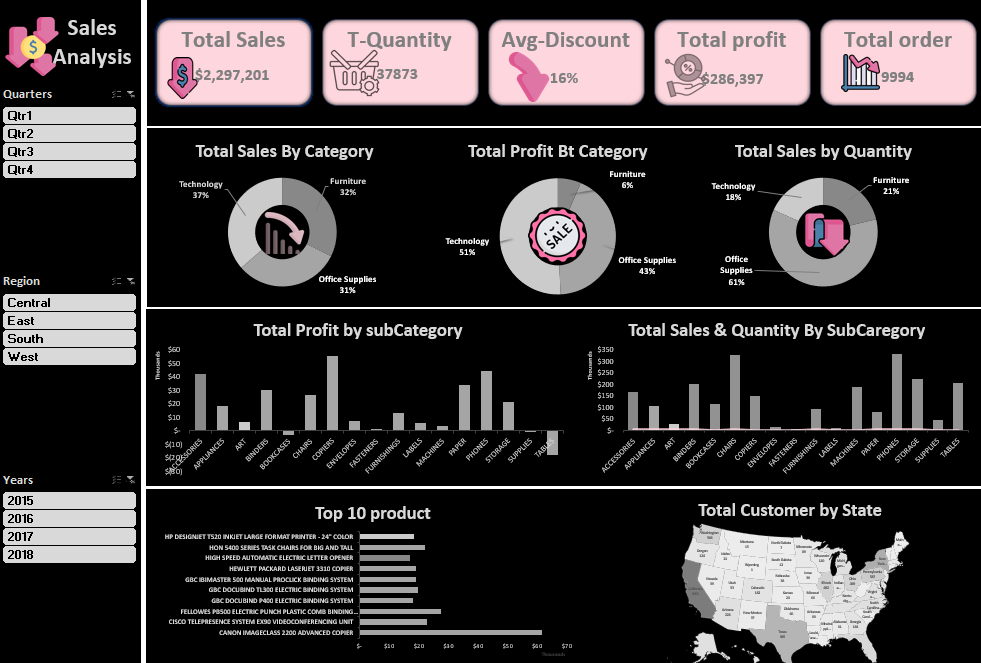 Sales
Analysis
Quarters
Qtr1
Qtr2
Qtr3
Qtr4
Region
Central
East
South
West
Years
2015
2016
2017
2018
Total Sales
$2,297,201
T-Quantity
37873
Avg-Discount
16%
Total profit
$286,397
Total order
9994
Total Sales By Category
Technology
37%
Furniture
32%
Office Supplies
31%
Total Profit Bt Category
Furniture
6%
Technology
51%
SALE
Office Supplies
43%
Total Sales by Quantity
Technology
18%
Furniture
21%
Office
Supplies
61%
Total Profit by subCategory
Thousands
$60
$50
$40
$30
$20
$10
$-
$(10)
ACCESSORIES
APPLIANCES
ART
BINDERS
BOOKCASES
CHAIRS
COPIERS
ENVELOPES
FASTENERS
FURNISHINGS
LABELS
MACHINES
PAPER
PHONES
STORAGE
SUPPLIES
TABLES
Total Sales & Quantity By SubCaregory
Thousands
$350
$300
$250
$200
$150
$100
$50
$-
ACCESSORIES
APPLIANCES
ART
BINDERS
BOOKCASES
CHAIRS
COPIERS
ENVELOPES
FASTENERS
FURNISHINGS
LABELS
MACHINES
PAPER
PHONES
STORAGE
SUPPLIES
TABLES
Top 10 product
HP DESIGNJET T520 INKJET LARGE FORMAT PRINTER - 24" COLOR
HON 5400 SERIES TASK CHAIRS FOR BIG AND TALL
HIGH SPEED AUTOMATIC ELECTRIC LETTER OPENER
HEWLETT PACKARD LASERJET 3310 COPIER
GBC IBIMASTER 500 MANUAL PROCLICK BINDING SYSTEM
GBC DOCUBIND TL300 ELECTRIC BINDING SYSTEM
GBC DOCUBIND P400 ELECTRIC BINDING SYSTEM
FELLOWES PB500 ELECTRIC PUNCH PLASTIC COMB BINDING…
CISCO TELEPRESENCE SYSTEM EX90 VIDEOCONFERENCING UNIT
CANON IMAGECLASS 2200 ADVANCED COPIER
$- $10 $20 $30 $40 $50 $60 $70
Thousands
Total Customer by State
Washington
Oregon
Montana
North Dakota
Wyoming
Nevada
Utah
Texas